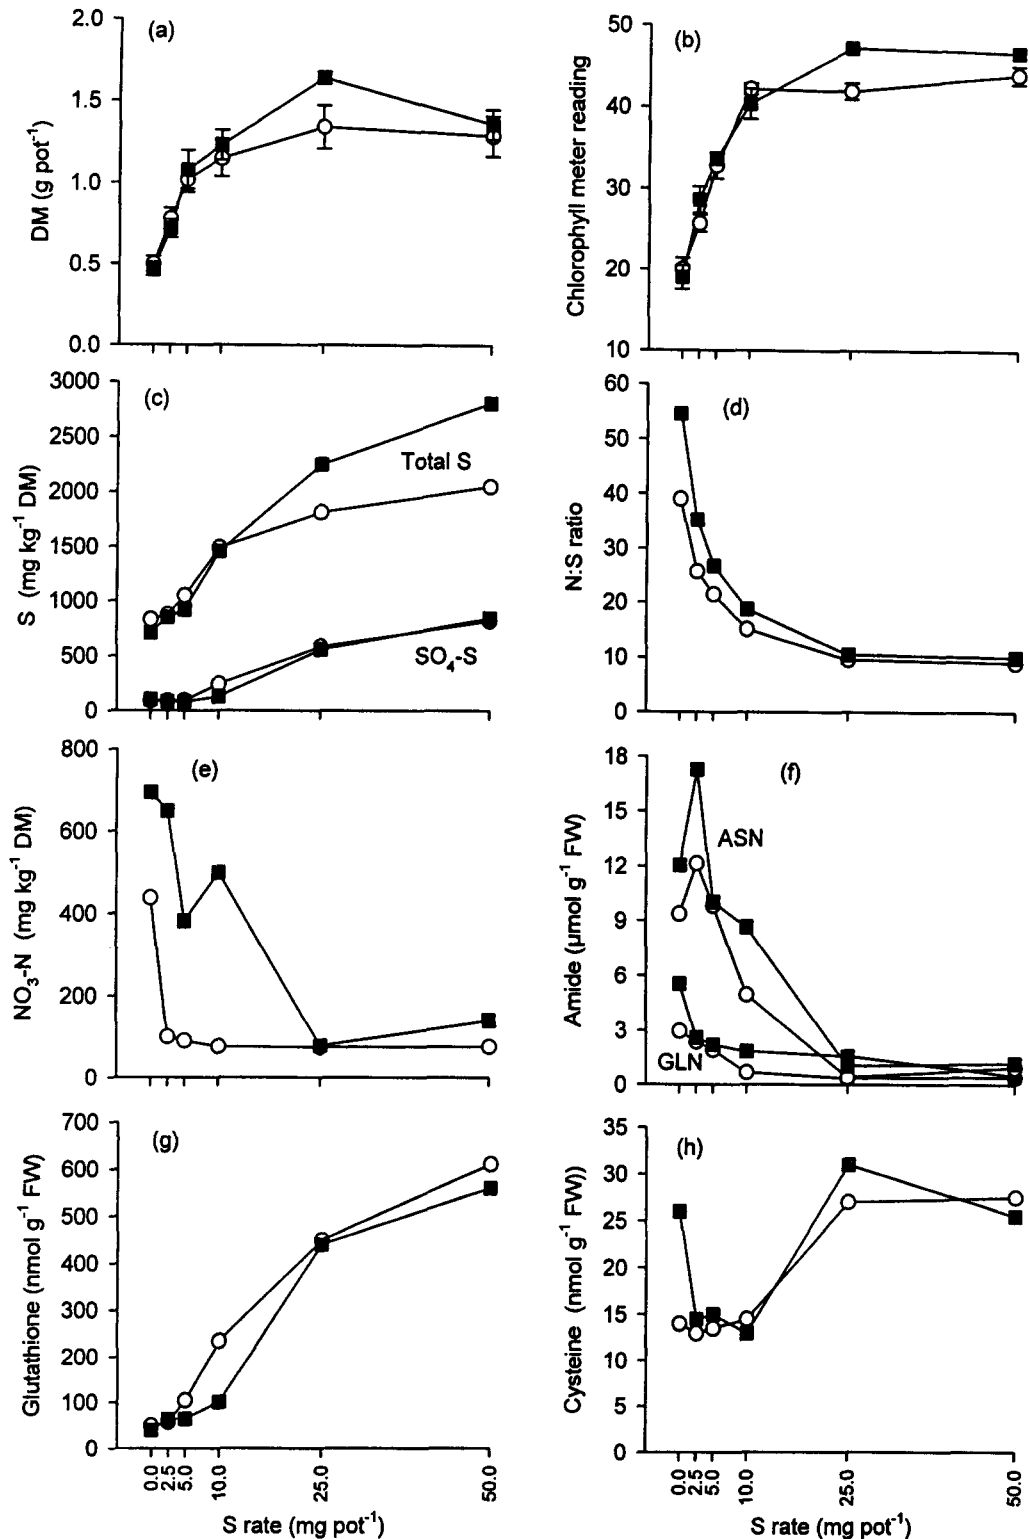 (a)
DM (g pot⁻¹)
2.0
1.5
1.0
0.5
0.0
(b)
Chlorophyll meter reading
50
40
30
20
10
(c)
S (mg kg⁻¹ DM)
3000
2500
2000
1500
1000
500
0
Total S
SO₄-S
(d)
N:S ratio
60
50
40
30
20
10
0
(e)
NO₃-N (mg kg⁻¹ DM)
800
600
400
200
0
(f)
Amide (µmol g⁻¹ FW)
18
15
12
9
6
3
0
ASN
GLN
(g)
Glutathione (nmol g⁻¹ FW)
700
600
500
400
300
200
100
0
0.0 2.5 5.0 10.0 25.0 50.0
S rate (mg pot⁻¹)
(h)
Cysteine (nmol g⁻¹ FW))
35
30
25
20
15
10
5
0
0.0 2.5 5.0 10.0 25.0 50.0
S rate (mg pot⁻¹)